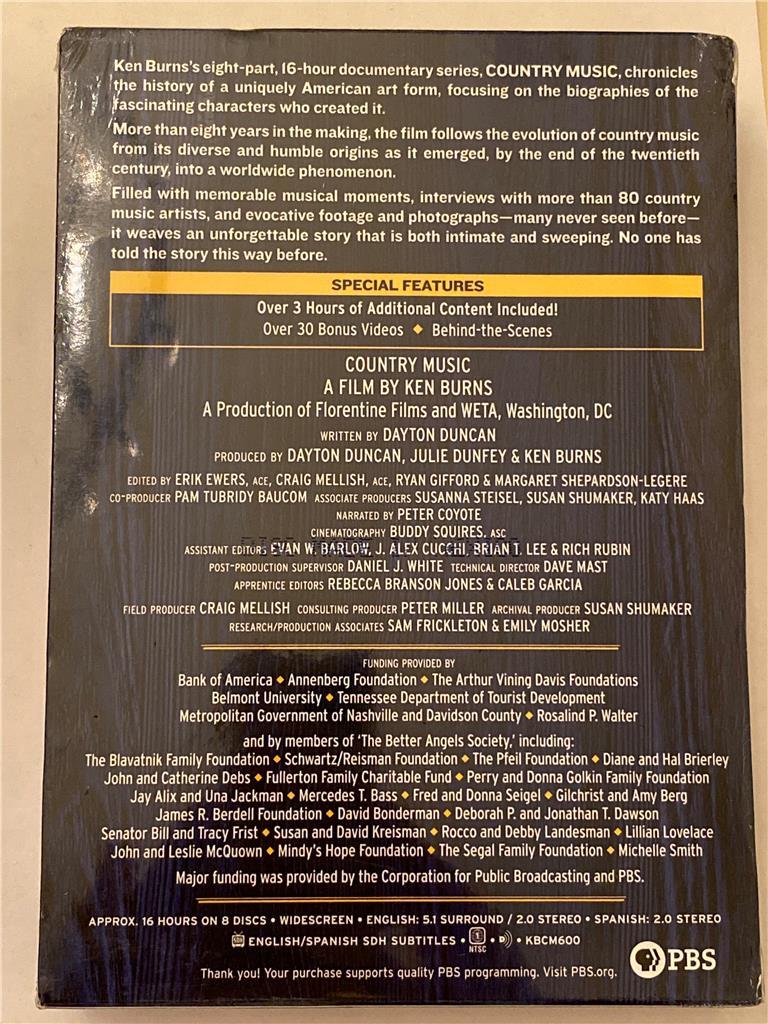 Ken Burns's eight-part, 16-hour documentary series, COUNTRY MUSIC, chronicles
the history of a uniquely American art form, focusing on the biographies of the
fascinating characters who created it.
More than eight years in the making, the film follows the evolution of country music
from its diverse and humble origins as it emerged, by the end of the twentieth
century, into a worldwide phenomenon.
Filled with memorable musical moments, interviews with more than 80 country
music artists, and evocative footage and photographs—many never seen before—
it weaves an unforgettable story that is both intimate and sweeping. No one has
told the story this way before.
SPECIAL FEATURES
Over 3 Hours of Additional Content Included!
Over 30 Bonus Videos ◆ Behind-the-Scenes
COUNTRY MUSIC
A FILM BY KEN BURNS
A Production of Florentine Films and WETA, Washington, DC
WRITTEN BY DAYTON DUNCAN
PRODUCED BY DAYTON DUNCAN, JULIE DUNFEY & KEN BURNS
EDITED BY ERIK EWERS, ACE, CRAIG MELLISH, ACE, RYAN GIFFORD & MARGARET SHEPARDSON-LEGERE
CO-PRODUCER PAM TUBRIDY BAUCOM ASSOCIATE PRODUCERS SUSANNA STEISEL, SUSAN SHUMAKER, KATY HAAS
NARRATED BY PETER COYOTE
CINEMATOGRAPHY BUDDY SQUIRES, ASC
ASSISTANT EDITORS EVAN W. BARLOW, J. ALEX CUCCHI, BRIAN T. LEE & RICH RUBIN
POST-PRODUCTION SUPERVISOR DANIEL J. WHITE TECHNICAL DIRECTOR DAVE MAST
APPRENTICE EDITORS REBECCA BRANSON JONES & CALEB GARCIA
FIELD PRODUCER CRAIG MELLISH CONSULTING PRODUCER PETER MILLER ARCHIVAL PRODUCER SUSAN SHUMAKER
RESEARCH/PRODUCTION ASSOCIATES SAM FRICKLETON & EMILY MOSHER
FUNDING PROVIDED BY
Bank of America ◆ Annenberg Foundation ◆ The Arthur Vining Davis Foundations
Belmont University ◆ Tennessee Department of Tourist Development
Metropolitan Government of Nashville and Davidson County ◆ Rosalind P. Walter
and by members of 'The Better Angels Society,' including:
The Blavatnik Family Foundation ◆ Schwartz/Reisman Foundation ◆ The Pfeil Foundation ◆ Diane and Hal Brierley
John and Catherine Debs ◆ Fullerton Family Charitable Fund ◆ Perry and Donna Golkin Family Foundation
Jay Alix and Una Jackman ◆ Mercedes T. Bass ◆ Fred and Donna Seigel ◆ Gilchrist and Amy Berg
James R. Berdell Foundation ◆ David Bonderman ◆ Deborah P. and Jonathan T. Dawson
Senator Bill and Tracy Frist ◆ Susan and David Kreisman ◆ Rocco and Debby Landesman ◆ Lillian Lovelace
John and Leslie McQuown ◆ Mindy's Hope Foundation ◆ The Segal Family Foundation ◆ Michelle Smith
Major funding was provided by the Corporation for Public Broadcasting and PBS.
APPROX. 16 HOURS ON 8 DISCS • WIDESCREEN • ENGLISH: 5.1 SURROUND / 2.0 STEREO • SPANISH: 2.0 STEREO
SDH ENGLISH/SPANISH SDH SUBTITLES • 1 NTSC • D • KBCM600
PBS
Thank you! Your purchase supports quality PBS programming. Visit PBS.org.